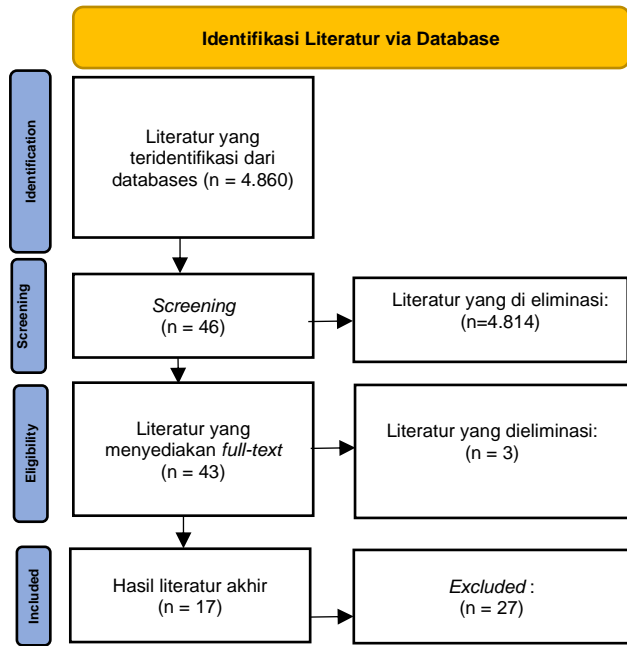 Identifikasi Literatur via Database
Identification
Literatur yang
teridentifikasi dari
databases (n = 4.860)
Screening
Screening
(n = 46)
Literatur yang di eliminasi:
(n=4.814)
Eligibility
Literatur yang
menyediakan full-text
(n = 43)
Literatur yang dieliminasi:
(n = 3)
Included
Hasil literatur akhir
(n = 17)
Excluded :
(n = 27)